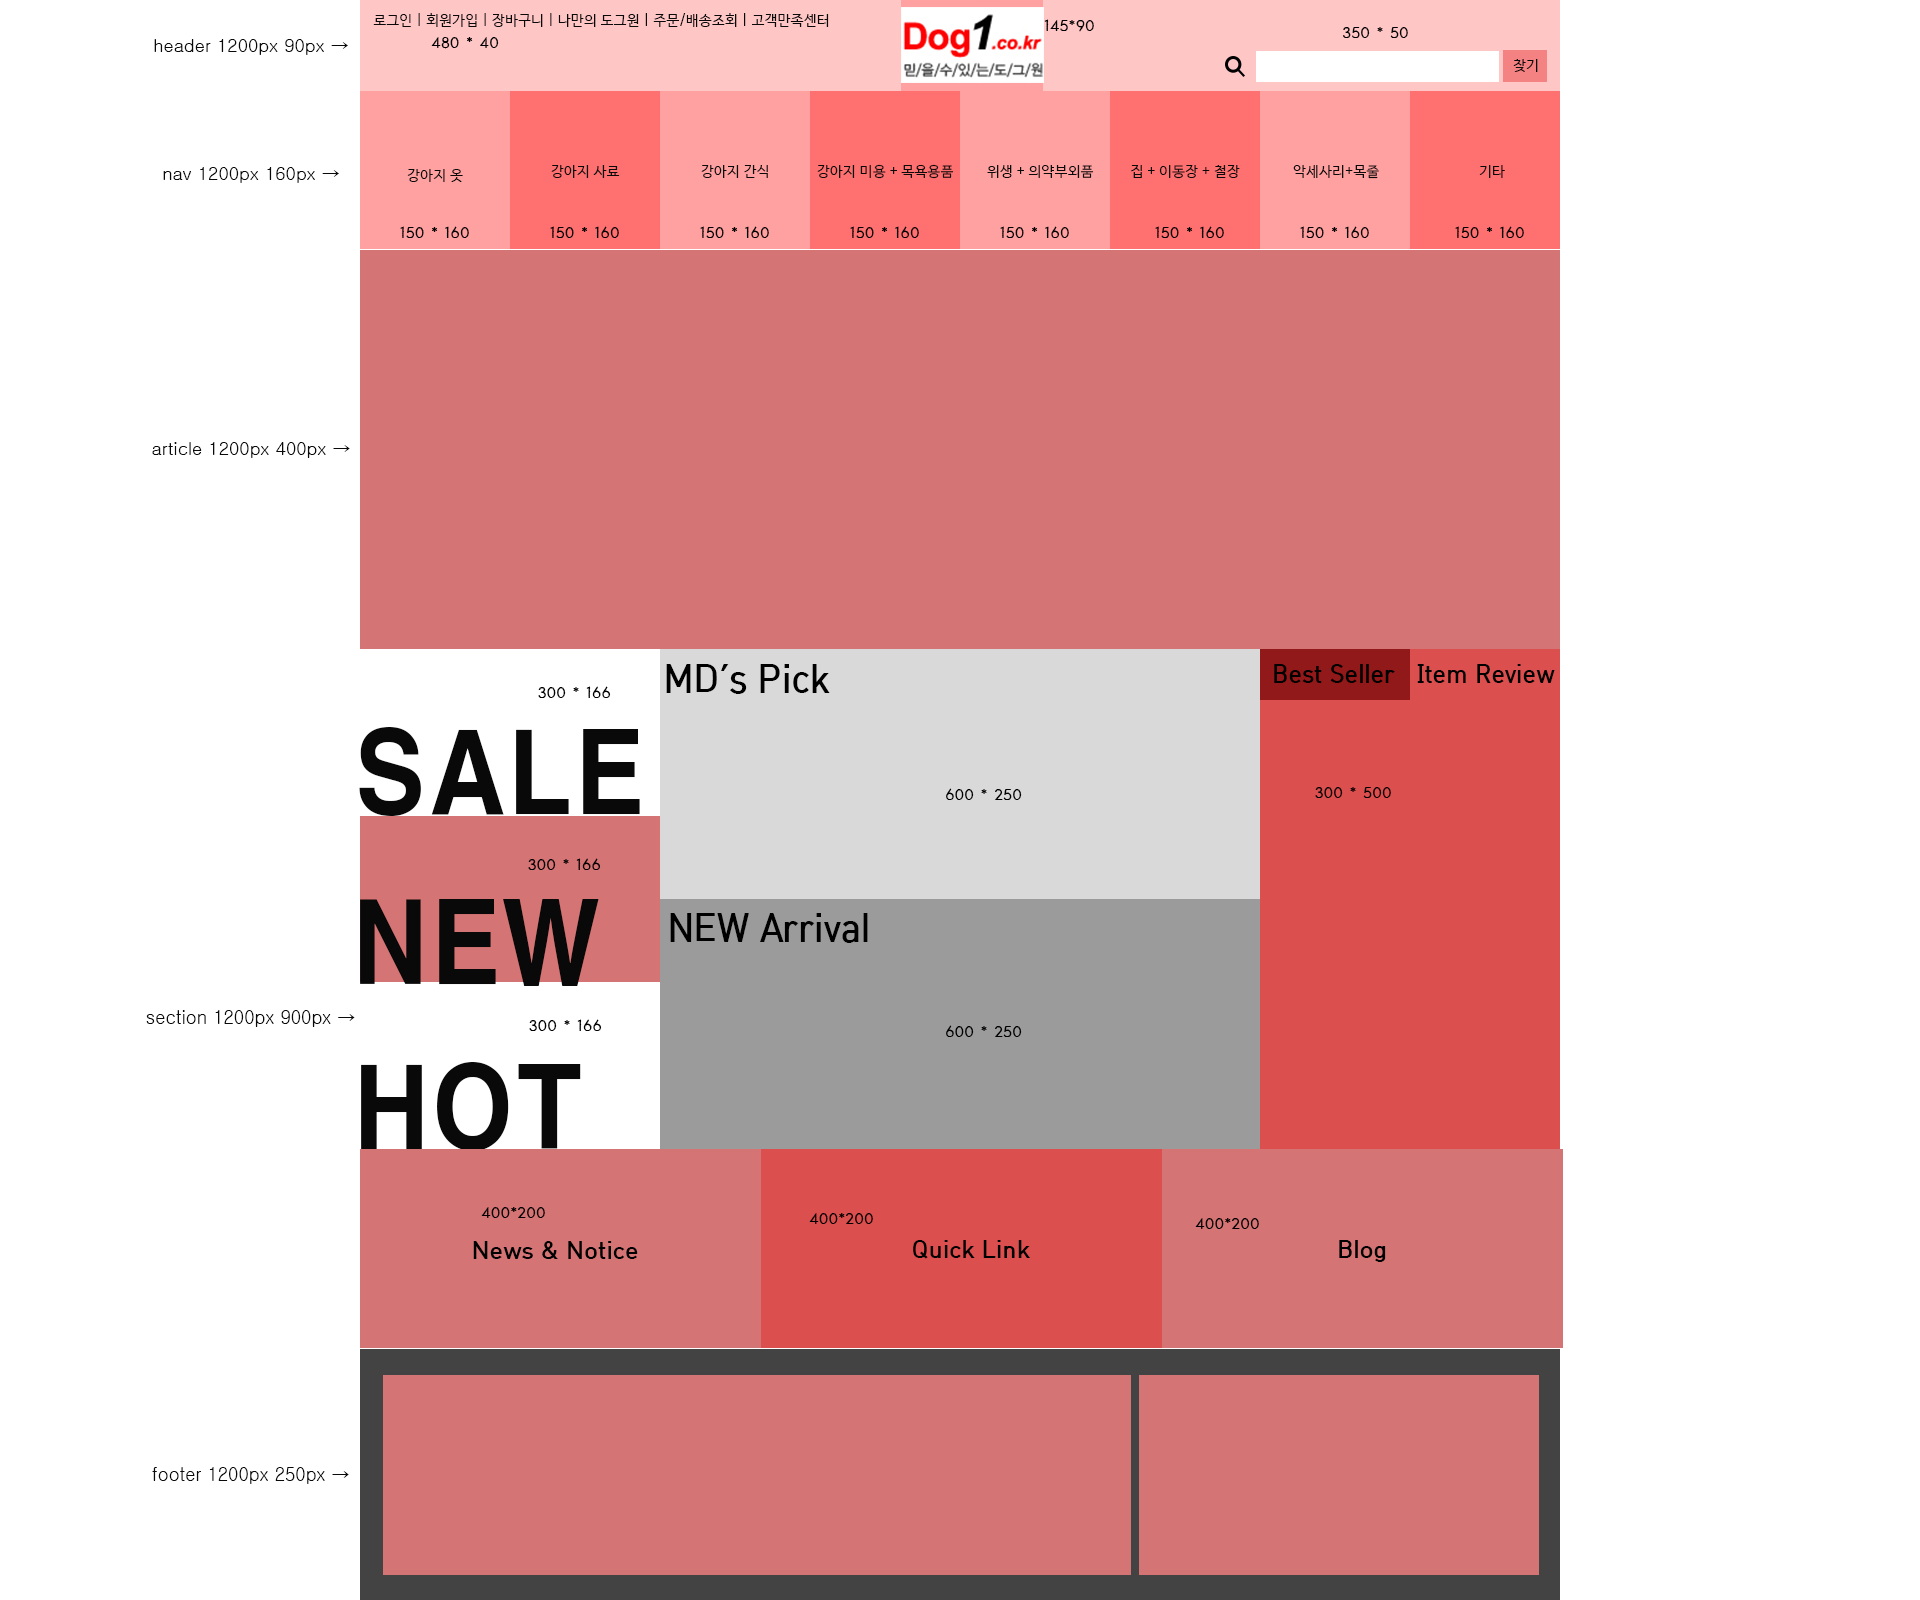 header 1200px 90px →
로그인 | 회원가입 | 장바구니 | 나만의 도그원 | 주문/배송조회 | 고객만족센터
480 * 40
Dog1.co.kr
믿/을/수/있/는/도/그/원
145*90
350 * 50
찾기
nav 1200px 160px →
강아지 옷
강아지 사료
강아지 간식
강아지 미용 + 목욕용품
위생 + 의약부외품
집 + 이동장 + 철장
악세사리+목줄
기타
150 * 160
150 * 160
150 * 160
150 * 160
150 * 160
150 * 160
150 * 160
150 * 160
article 1200px 400px →
300 * 166
SALE
300 * 166
NEW
300 * 166
HOT
MD's Pick
600 * 250
NEW Arrival
600 * 250
Best Seller
Item Review
300 * 500
section 1200px 900px →
400*200
News & Notice
400*200
Quick Link
400*200
Blog
footer 1200px 250px →